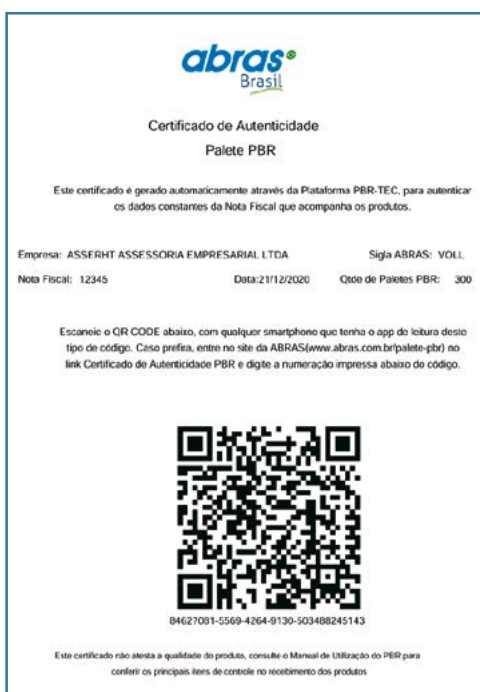 abras
Brasil
Certificado de Autenticidade
Palete PBR
Este certificado é gerado automaticamente através da Plataforma PBR-TEC, para autenticar
os dados constantes da Nota Fiscal que acompanha os produtos.
Empresa: ASSERHT ASSESSORIA EMPRESARIAL LTDA Sigla ABRAS: VOLL
Nota Fiscal: 12345 Data:21/12/2020 Qtde de Paletes PBR: 300
Escaneie o QR CODE abaixo, com qualquer smartphone que tenha o app de leitura deste
tipo de código. Caso prefira, entre no site da ABRAS(www.abras.com.br/palete-pbr) no
link Certificado de Autenticidade PBR e digite a numeração impressa abaixo do código.
84627081-5569-4264-9130-503488245143
Este certificado não atesta a qualidade do produto, consulte o Manual de Utilização do PBR para
conferir os principais itens de controle no recebimento dos produtos